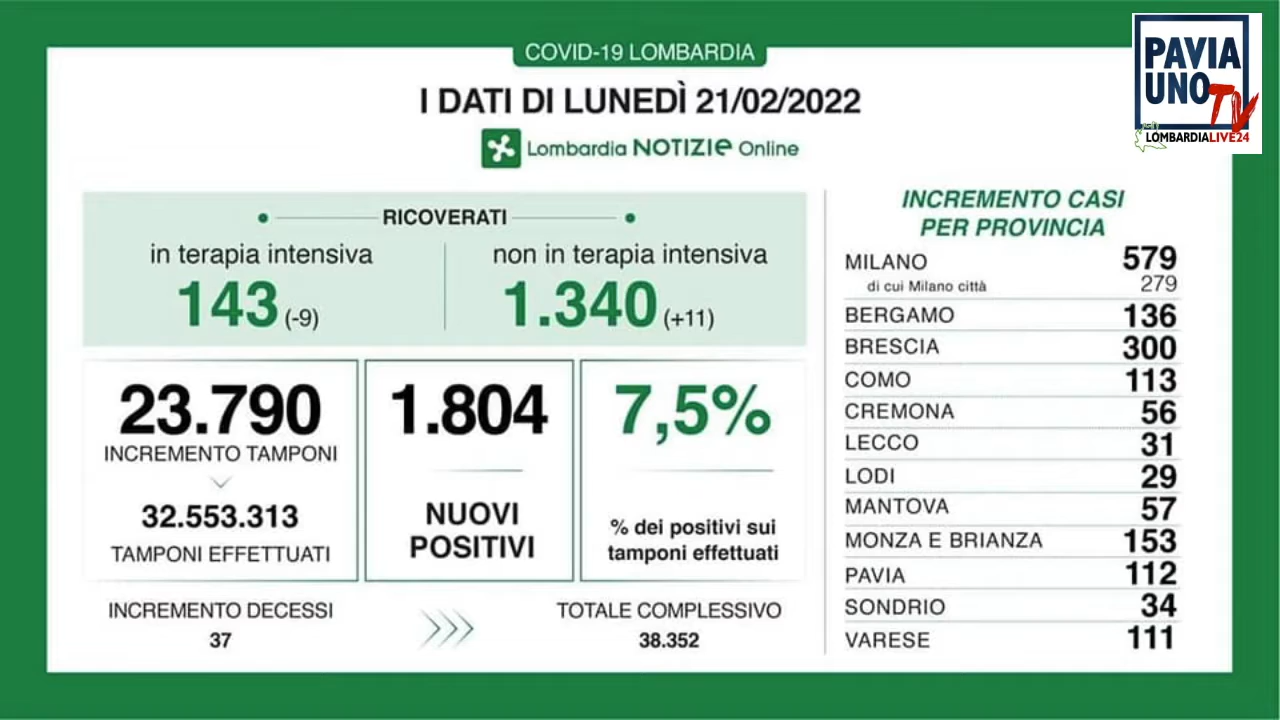 COVID-19 LOMBARDIA
I DATI DI LUNEDÌ 21/02/2022
Lombardia NOTIZIE Online
PAVIA
UNO TV
LOMBARDIALIVE24
RICOVERATI
in terapia intensiva
143 (-9)
non in terapia intensiva
1.340 (+11)
23.790
INCREMENTO TAMPONI
32.553.313
TAMPONI EFFETTUATI
1.804
NUOVI
POSITIVI
7,5%
% dei positivi sui
tamponi effettuati
INCREMENTO DECESSI
37
TOTALE COMPLESSIVO
38.352
INCREMENTO CASI
PER PROVINCIA
MILANO 579
di cui Milano città 279
BERGAMO 136
BRESCIA 300
COMO 113
CREMONA 56
LECCO 31
LODI 29
MANTOVA 57
MONZA E BRIANZA 153
PAVIA 112
SONDRIO 34
VARESE 111